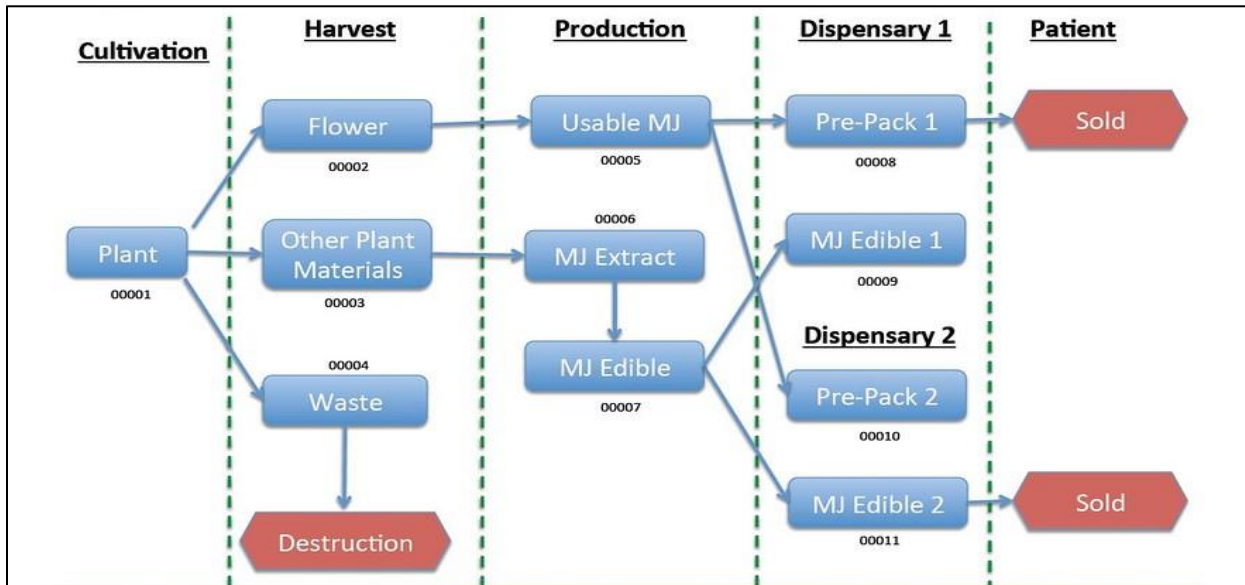 Cultivation
Harvest
Production
Dispensary 1
Patient
Flower
00002
Usable MJ
00005
Pre-Pack 1
00008
Sold
Plant
00001
Other Plant
Materials
00003
00006
MJ Extract
MJ Edible 1
00009
00004
Waste
MJ Edible
00007
Dispensary 2
Pre-Pack 2
00010
Destruction
MJ Edible 2
00011
Sold